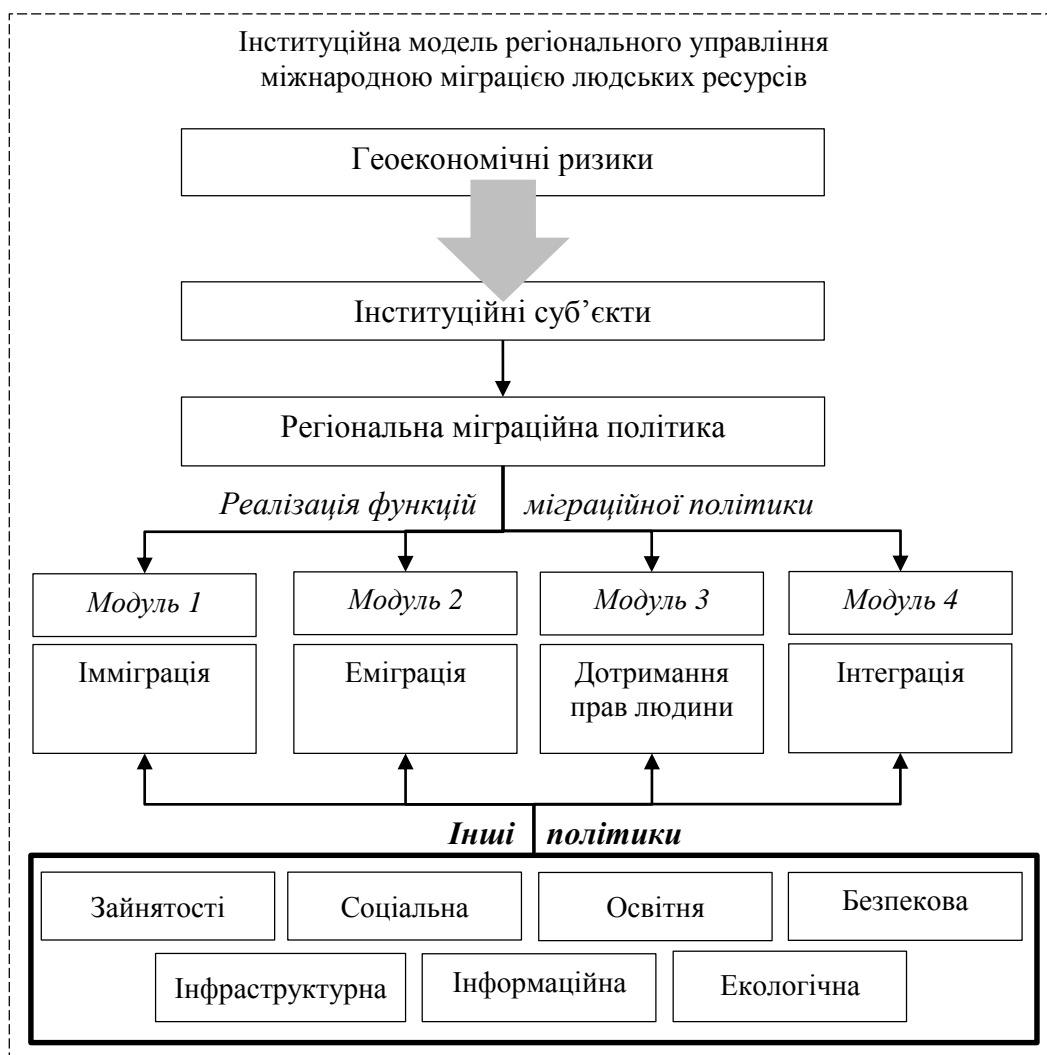 Інституційна модель регіонального управління
міжнародною міграцією людських ресурсів
Геоекономічні ризики
Інституційні суб’єкти
Регіональна міграційна політика
Реалізація функцій міграційної політики
Модуль 1
Модуль 2
Модуль 3
Модуль 4
Імміграція
Еміграція
Дотримання
прав людини
Інтеграція
Інші політики
Зайнятості
Соціальна
Освітня
Безпекова
Інфраструктурна
Інформаційна
Екологічна